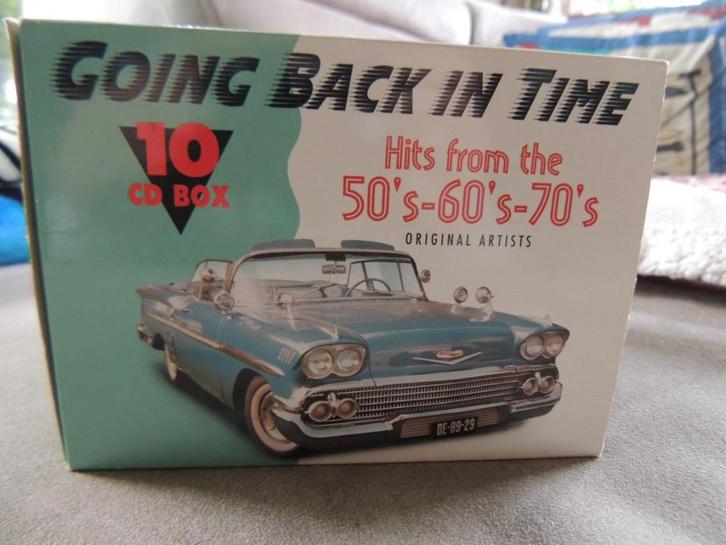 GOING BACK IN TIME
10
CD BOX
Hits from the
50's-60's-70's
ORIGINAL ARTISTS
DE-89-29